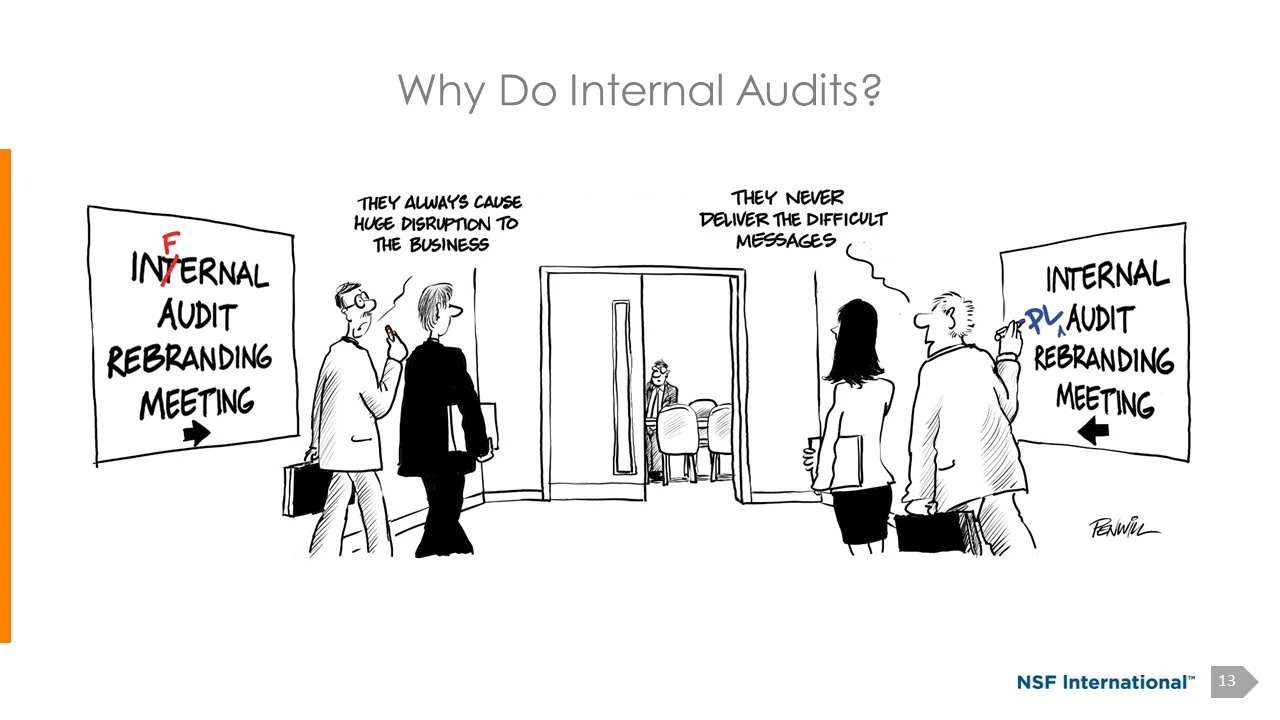 Why Do Internal Audits?
THEY ALWAYS CAUSE
HUGE DISRUPTION TO
THE BUSINESS
THEY NEVER
DELIVER THE DIFFICULT
MESSAGES
F
INTERNAL
AUDIT
REBRANDING
MEETING
INTERNAL
PL AUDIT
REBRANDING
MEETING
PENWILL
NSF International™
13